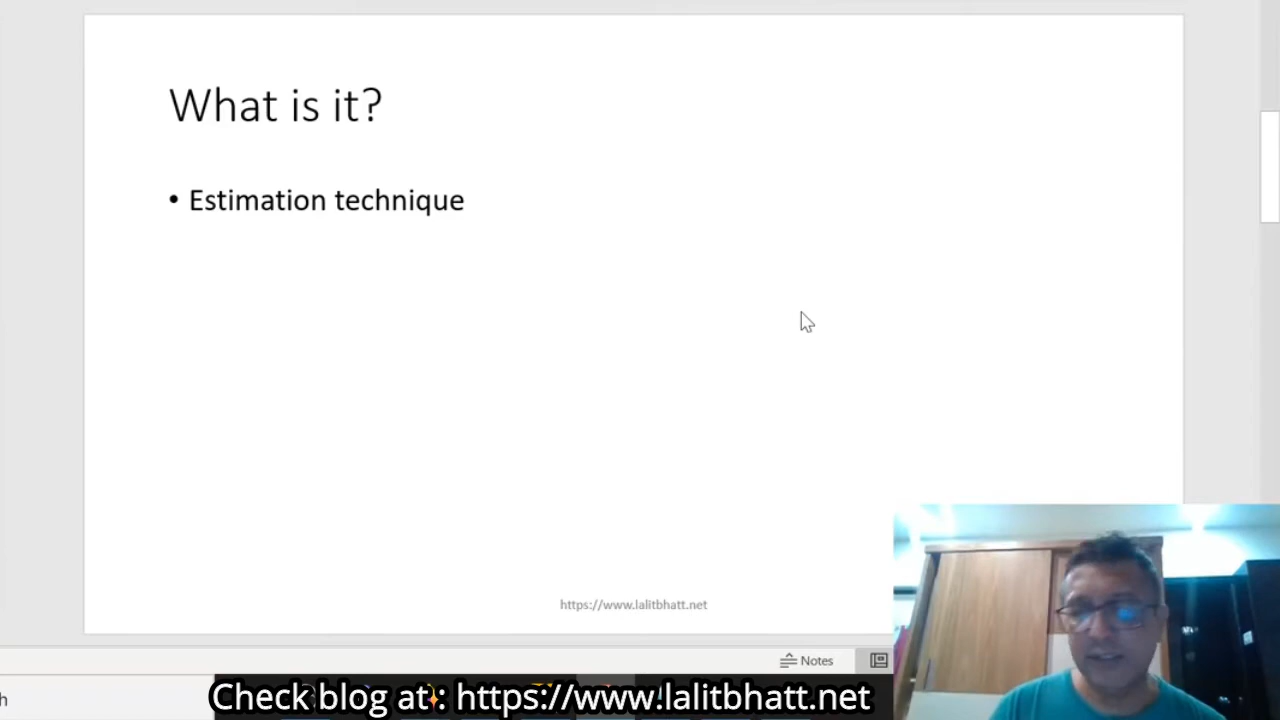 What is it?
• Estimation technique
https://www.lalitbhatt.net
Notes
h
Check blog at: https://www.lalitbhatt.net